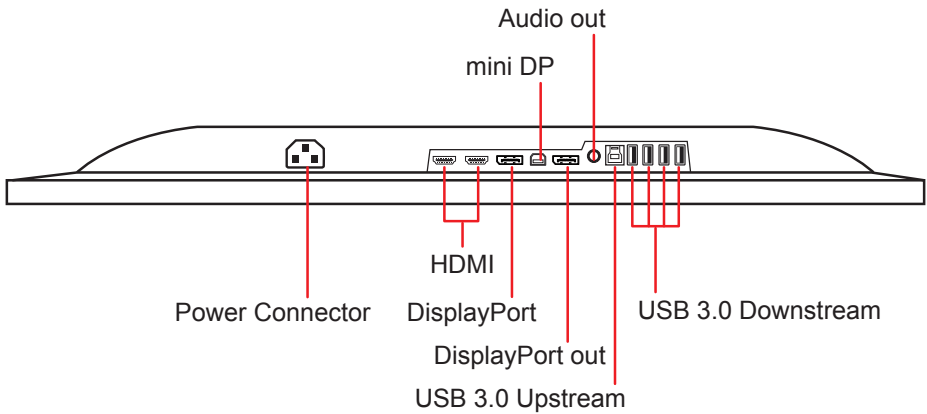 Audio out
mini DP
HDMI
Power Connector
DisplayPort
USB 3.0 Downstream
DisplayPort out
USB 3.0 Upstream